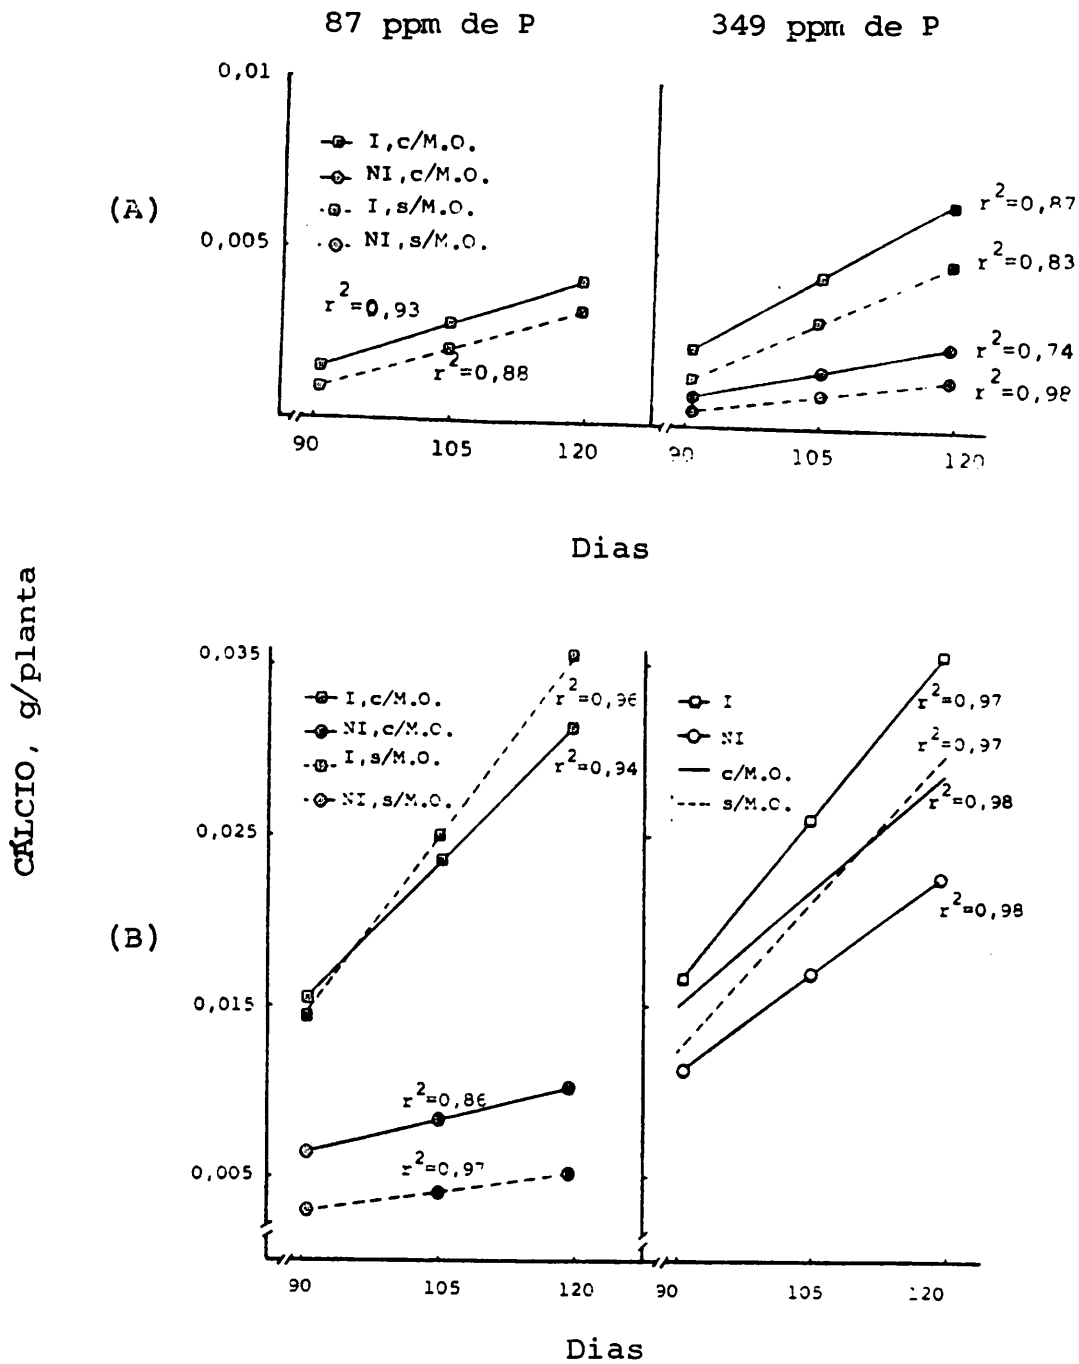 87 ppm de P
349 ppm de P
(A)
0,01
0,005
I,c/M.O.
NI,c/M.O.
I,s/M.O.
NI,s/M.O.
r²=0,93
r²=0,88
90
105
120
r²=0,87
r²=0,83
r²=0,74
r²=0,98
90
105
120
Dias
CÁLCIO, g/planta
(B)
0,035
0,025
0,015
0,005
I,c/M.O.
NI,c/M.O.
I,s/M.O.
NI,s/M.O.
r²=0,96
r²=0,94
r²=0,86
r²=0,97
90
105
120
I
NI
c/M.O.
s/M.O.
r²=0,97
r²=0,97
r²=0,98
r²=0,98
90
105
120
Dias